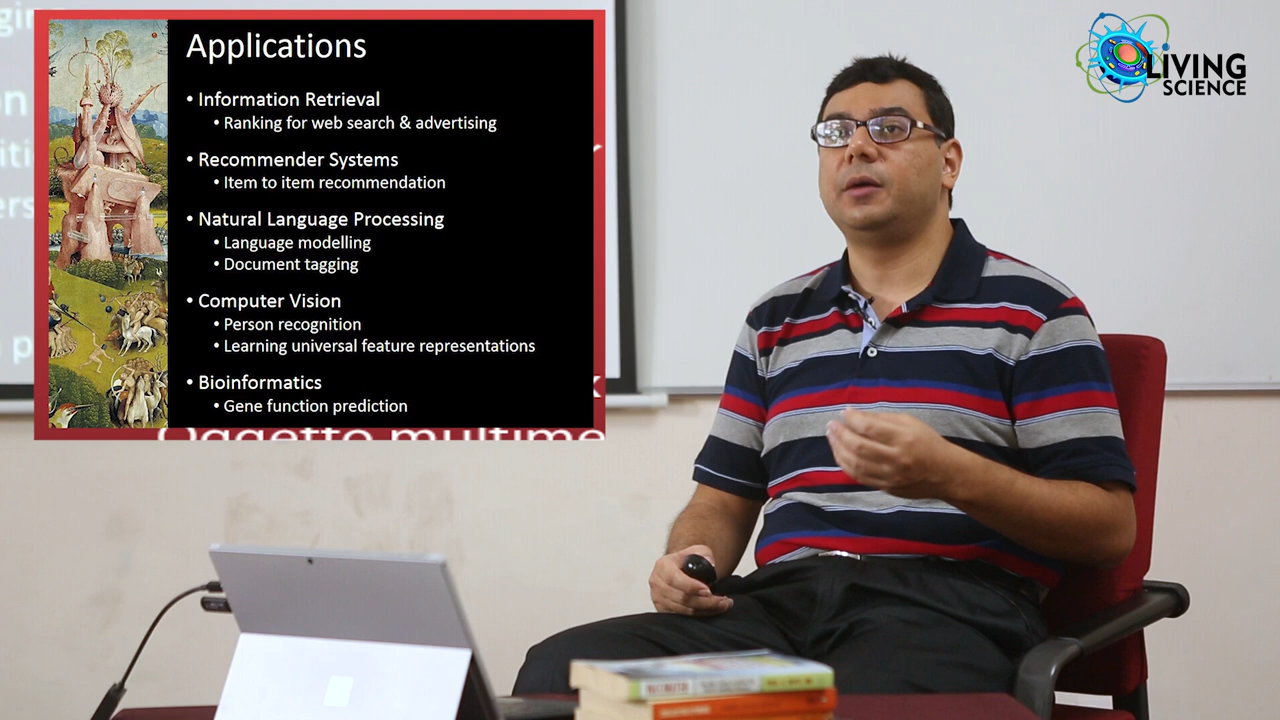 Applications
• Information Retrieval
• Ranking for web search & advertising
• Recommender Systems
• Item to item recommendation
• Natural Language Processing
• Language modelling
• Document tagging
• Computer Vision
• Person recognition
• Learning universal feature representations
• Bioinformatics
• Gene function prediction
LIVING
SCIENCE